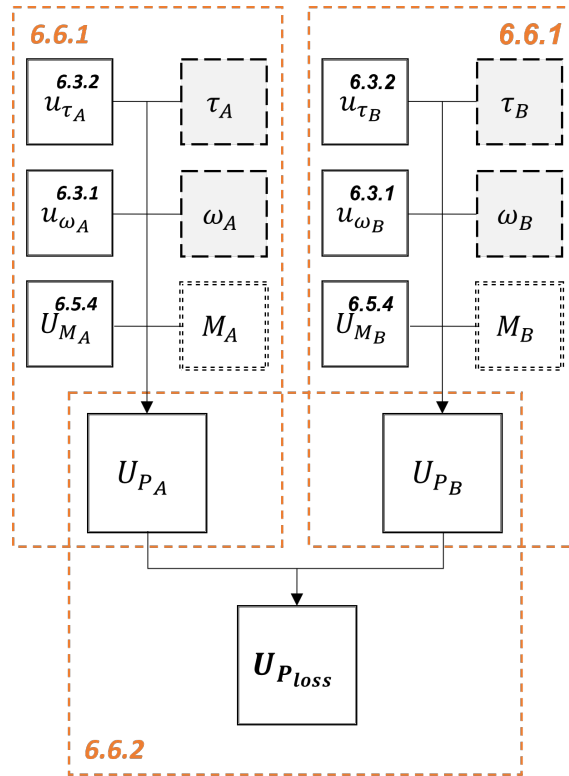 6.6.1
6.6.1
6.3.2
u_{τ_A}
τ_A
6.3.2
u_{τ_B}
τ_B
6.3.1
u_{ω_A}
ω_A
6.3.1
u_{ω_B}
ω_B
6.5.4
U_{M_A}
M_A
6.5.4
U_{M_B}
M_B
U_{P_A}
U_{P_B}
U_{P_{loss}}
6.6.2